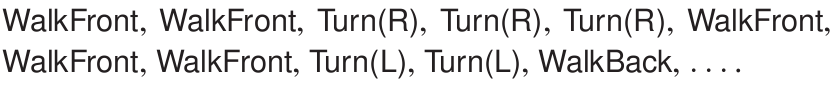 WalkFront, WalkFront, Turn(R), Turn(R), Turn(R), WalkFront,
WalkFront, WalkFront, Turn(L), Turn(L), WalkBack, . . . .